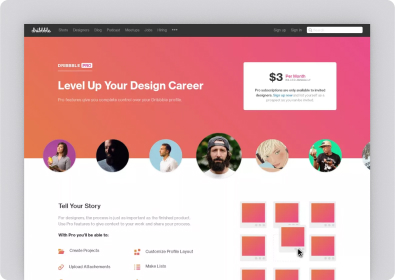 dribbble
Shots Designers Blog Podcast Meetups Jobs Hiring •••
Sign up Sign in
DRIBBBLE PRO
Level Up Your Design Career
Pro features give you complete control over your Dribbble profile.
$3 Per Month
Pro subscriptions are only available to invited
designers. Sign up now
Tell Your Story
For designers, the process is just as important as the finished product.
Use Pro features to give context to your work and share your process.
With Pro you'll be able to:
Create Projects
Customize Profile Layout
Upload Attachments
Make Lists